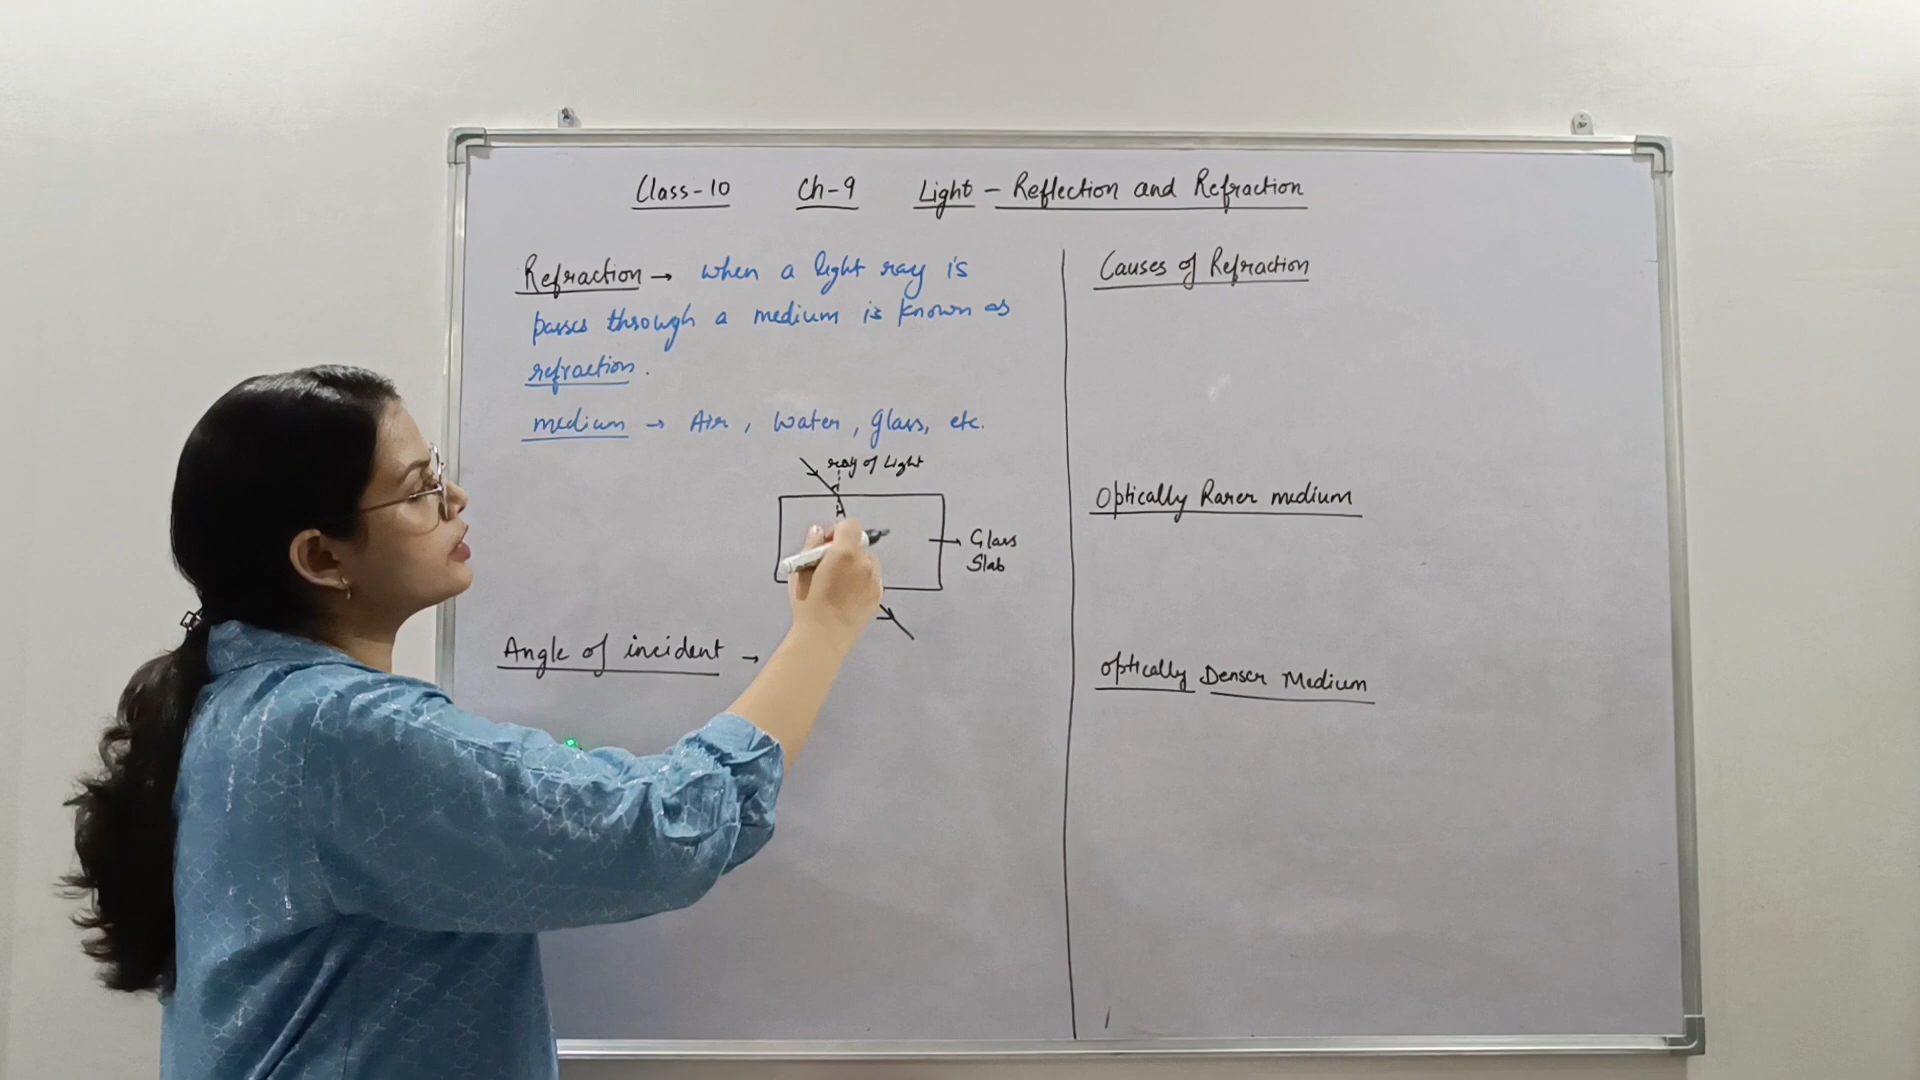 Class-10 Ch-9 Light - Reflection and Refraction
Refraction → when a light ray is
passes through a medium is known as
refraction.
medium → Air, Water, Glass, etc.
ray of Light
Glass
Slab
Angle of incident →
Causes of Refraction
Optically Rarer medium
Optically Denser Medium